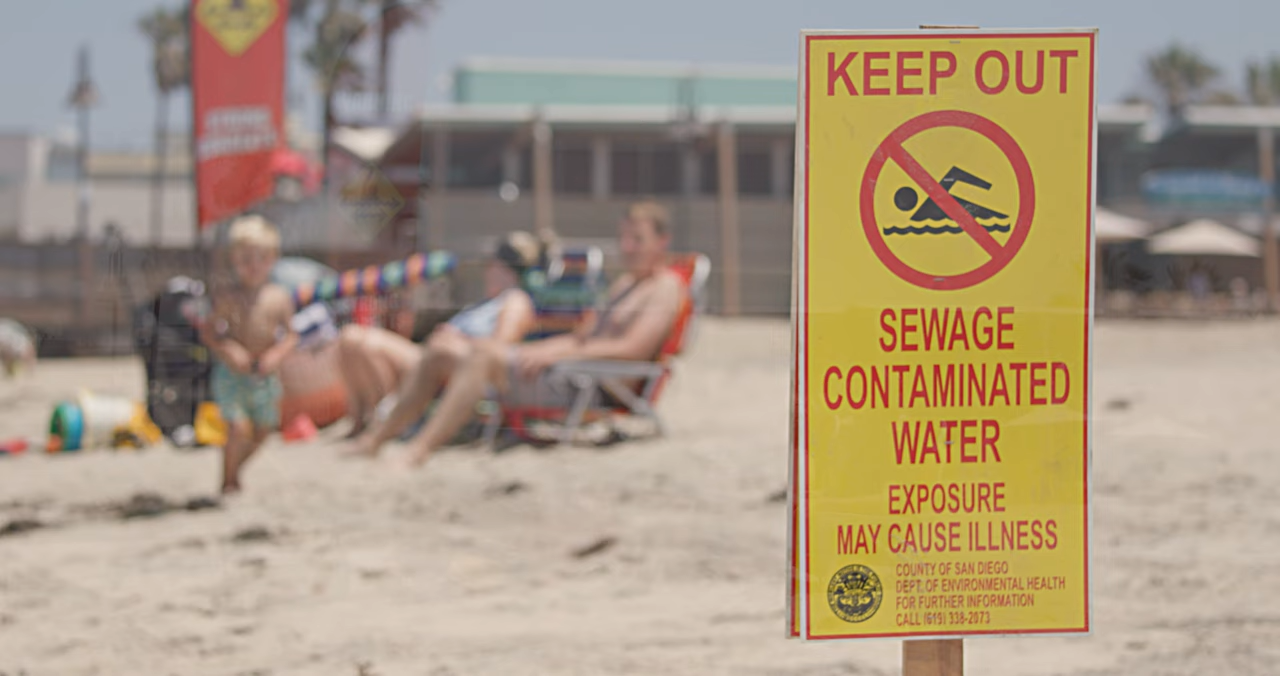 KEEP OUT
SEWAGE
CONTAMINATED
WATER
EXPOSURE
MAY CAUSE ILLNESS
COUNTY OF SAN DIEGO
DEPT. OF ENVIRONMENTAL HEALTH
FOR FURTHER INFORMATION
CALL (619) 338-2073